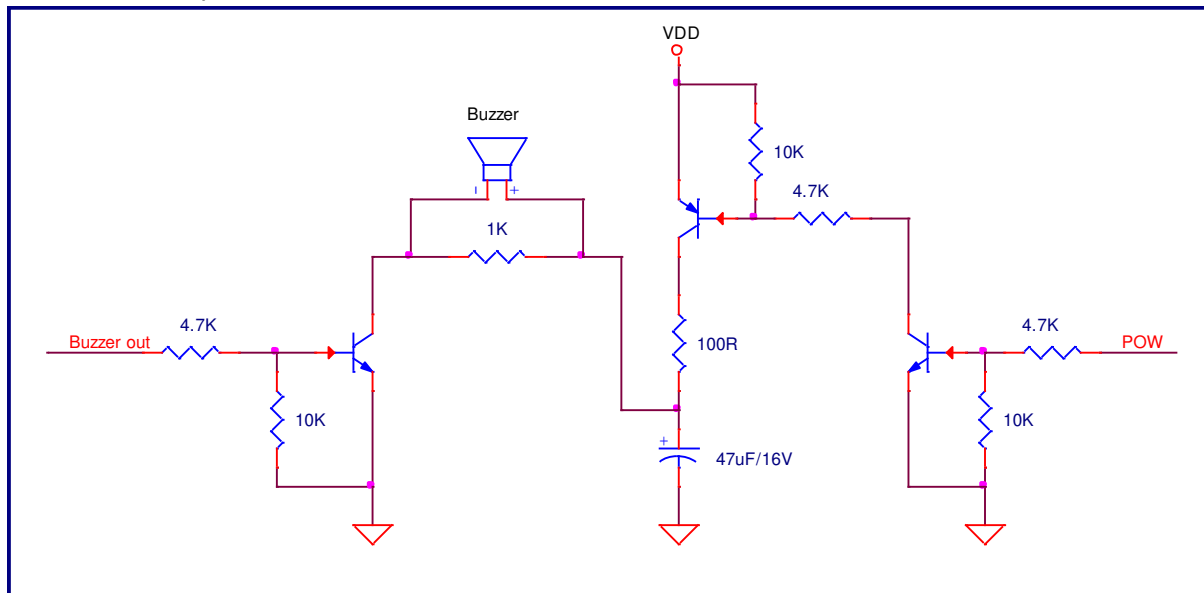 VDD
Buzzer
- +
10K
4.7K
1K
4.7K
Buzzer out
100R
4.7K
POW
10K
10K
+
47uF/16V